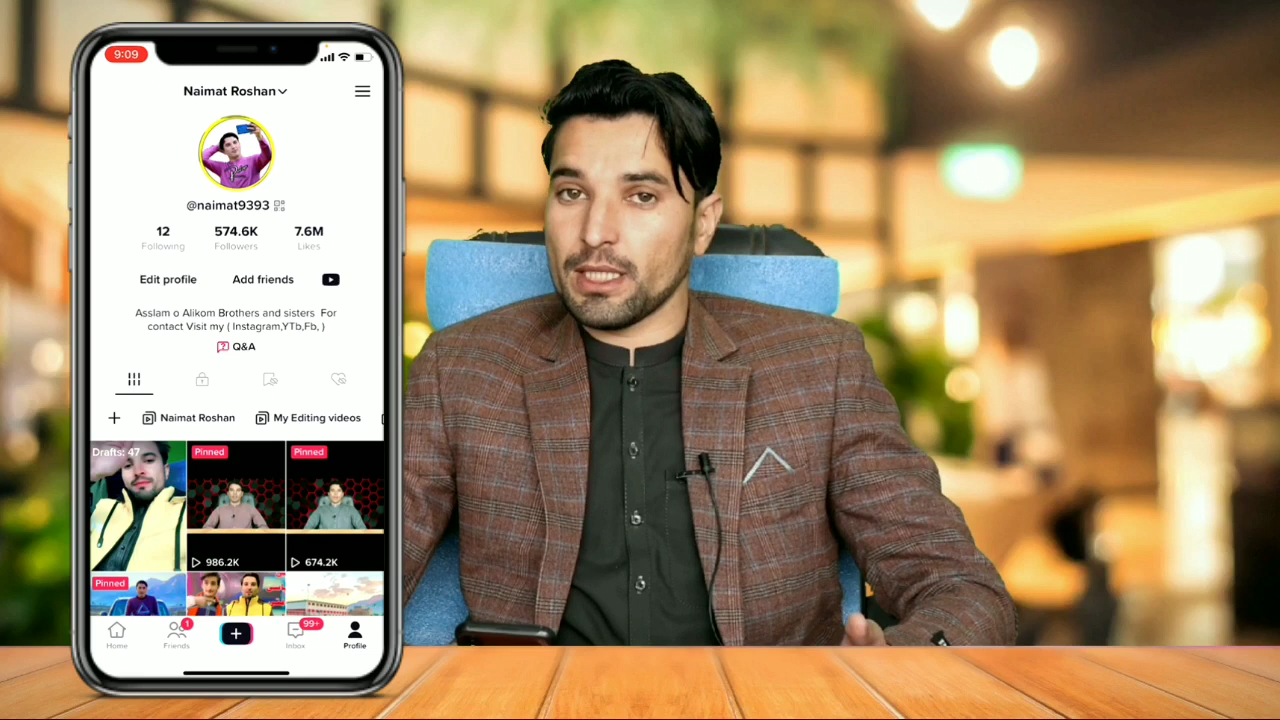 9:09
Naimat Roshan
@naimat9393
12 574.6K 7.6M
Following Followers Likes
Edit profile Add friends
Asslam o Alikom Brothers and sisters For
contact Visit my ( Instagram,YTb,Fb, )
Q&A
Naimat Roshan My Editing videos
Drafts: 47 Pinned Pinned
986.2K 674.2K
Pinned
1 99+
Home Friends Inbox Profile